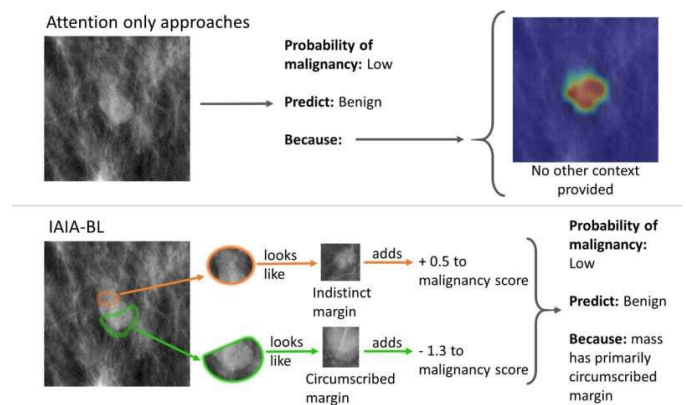 Attention only approaches
Probability of
malignancy: Low
Predict: Benign
Because:
No other context
provided
IAIA-BL
looks
like
Indistinct
margin
adds
+ 0.5 to
malignancy score
looks
like
Circumscribed
margin
adds
- 1.3 to
malignancy score
Probability of
malignancy:
Low
Predict: Benign
Because: mass
has primarily
circumscribed
margin